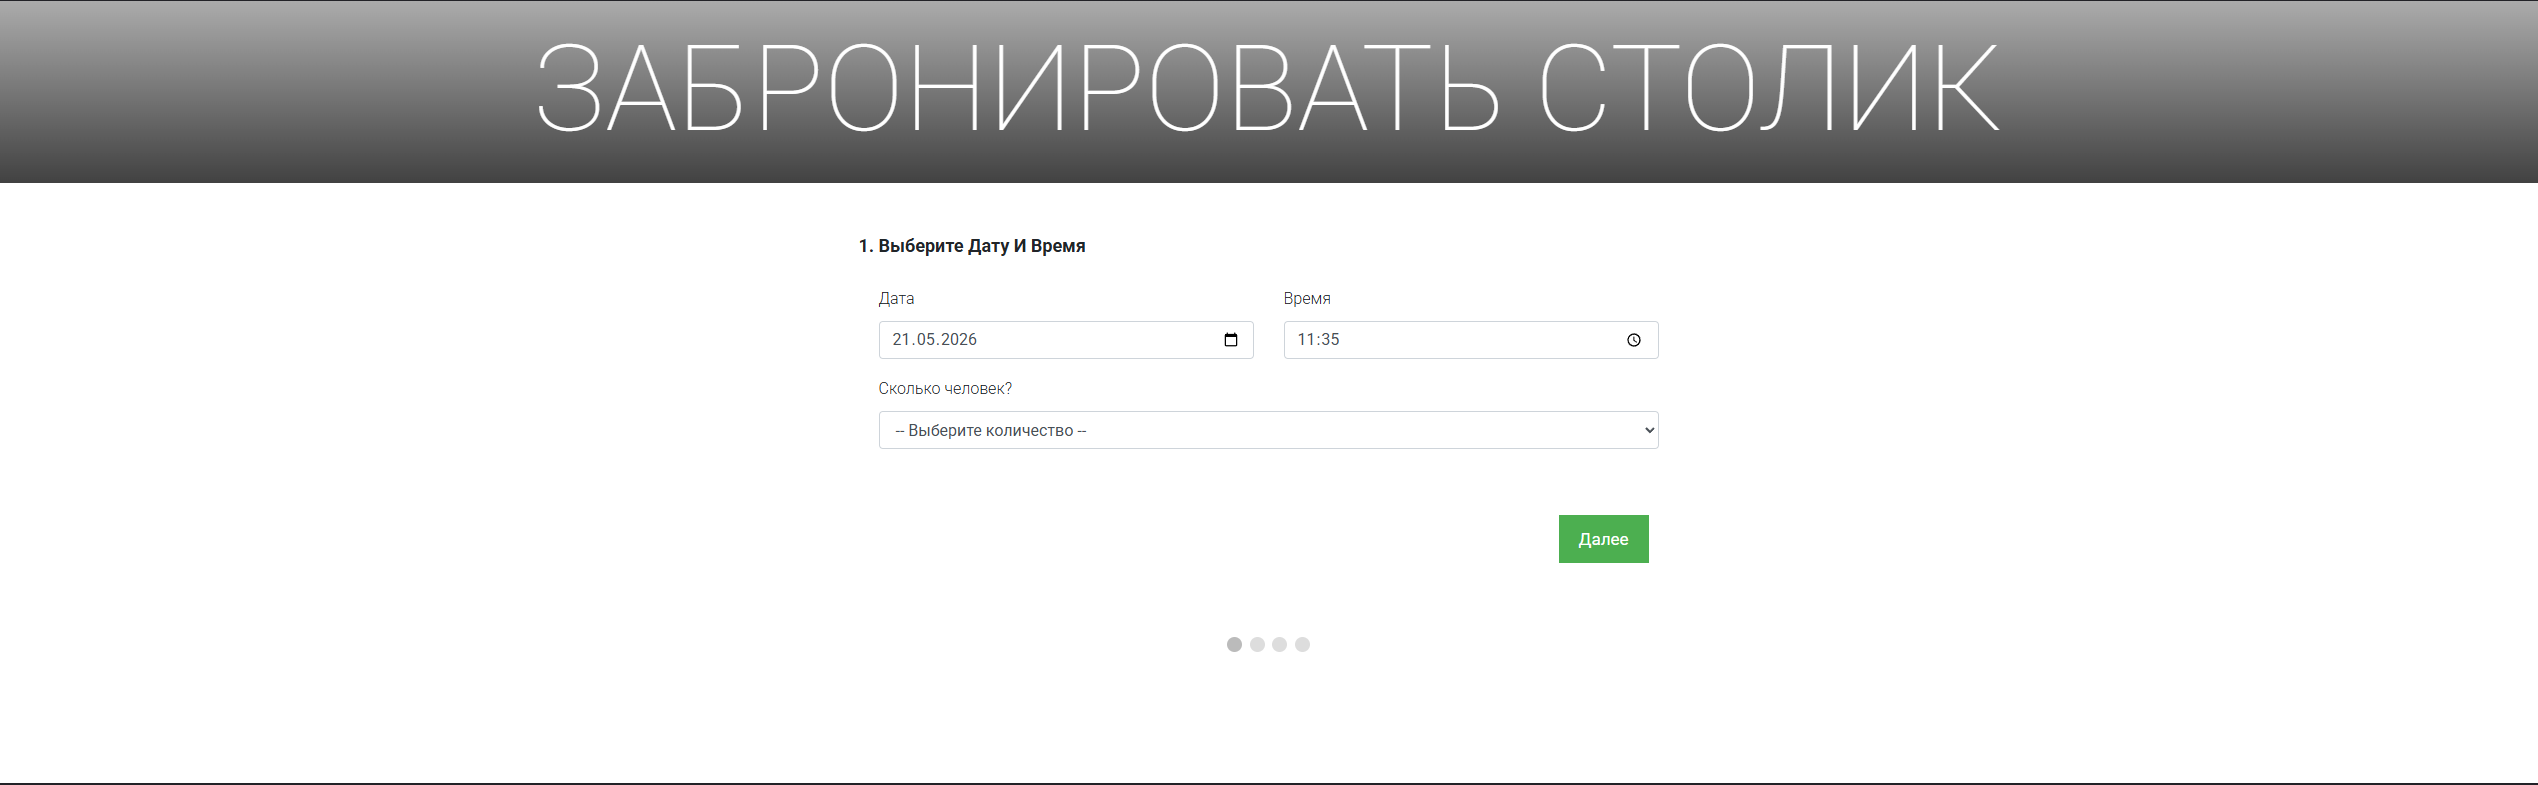 ЗАБРОНИРОВАТЬ СТОЛИК
1. Выберите Дату И Время
Дата
Время
21.05.2026
11:35
Сколько человек?
-- Выберите количество --
Далее